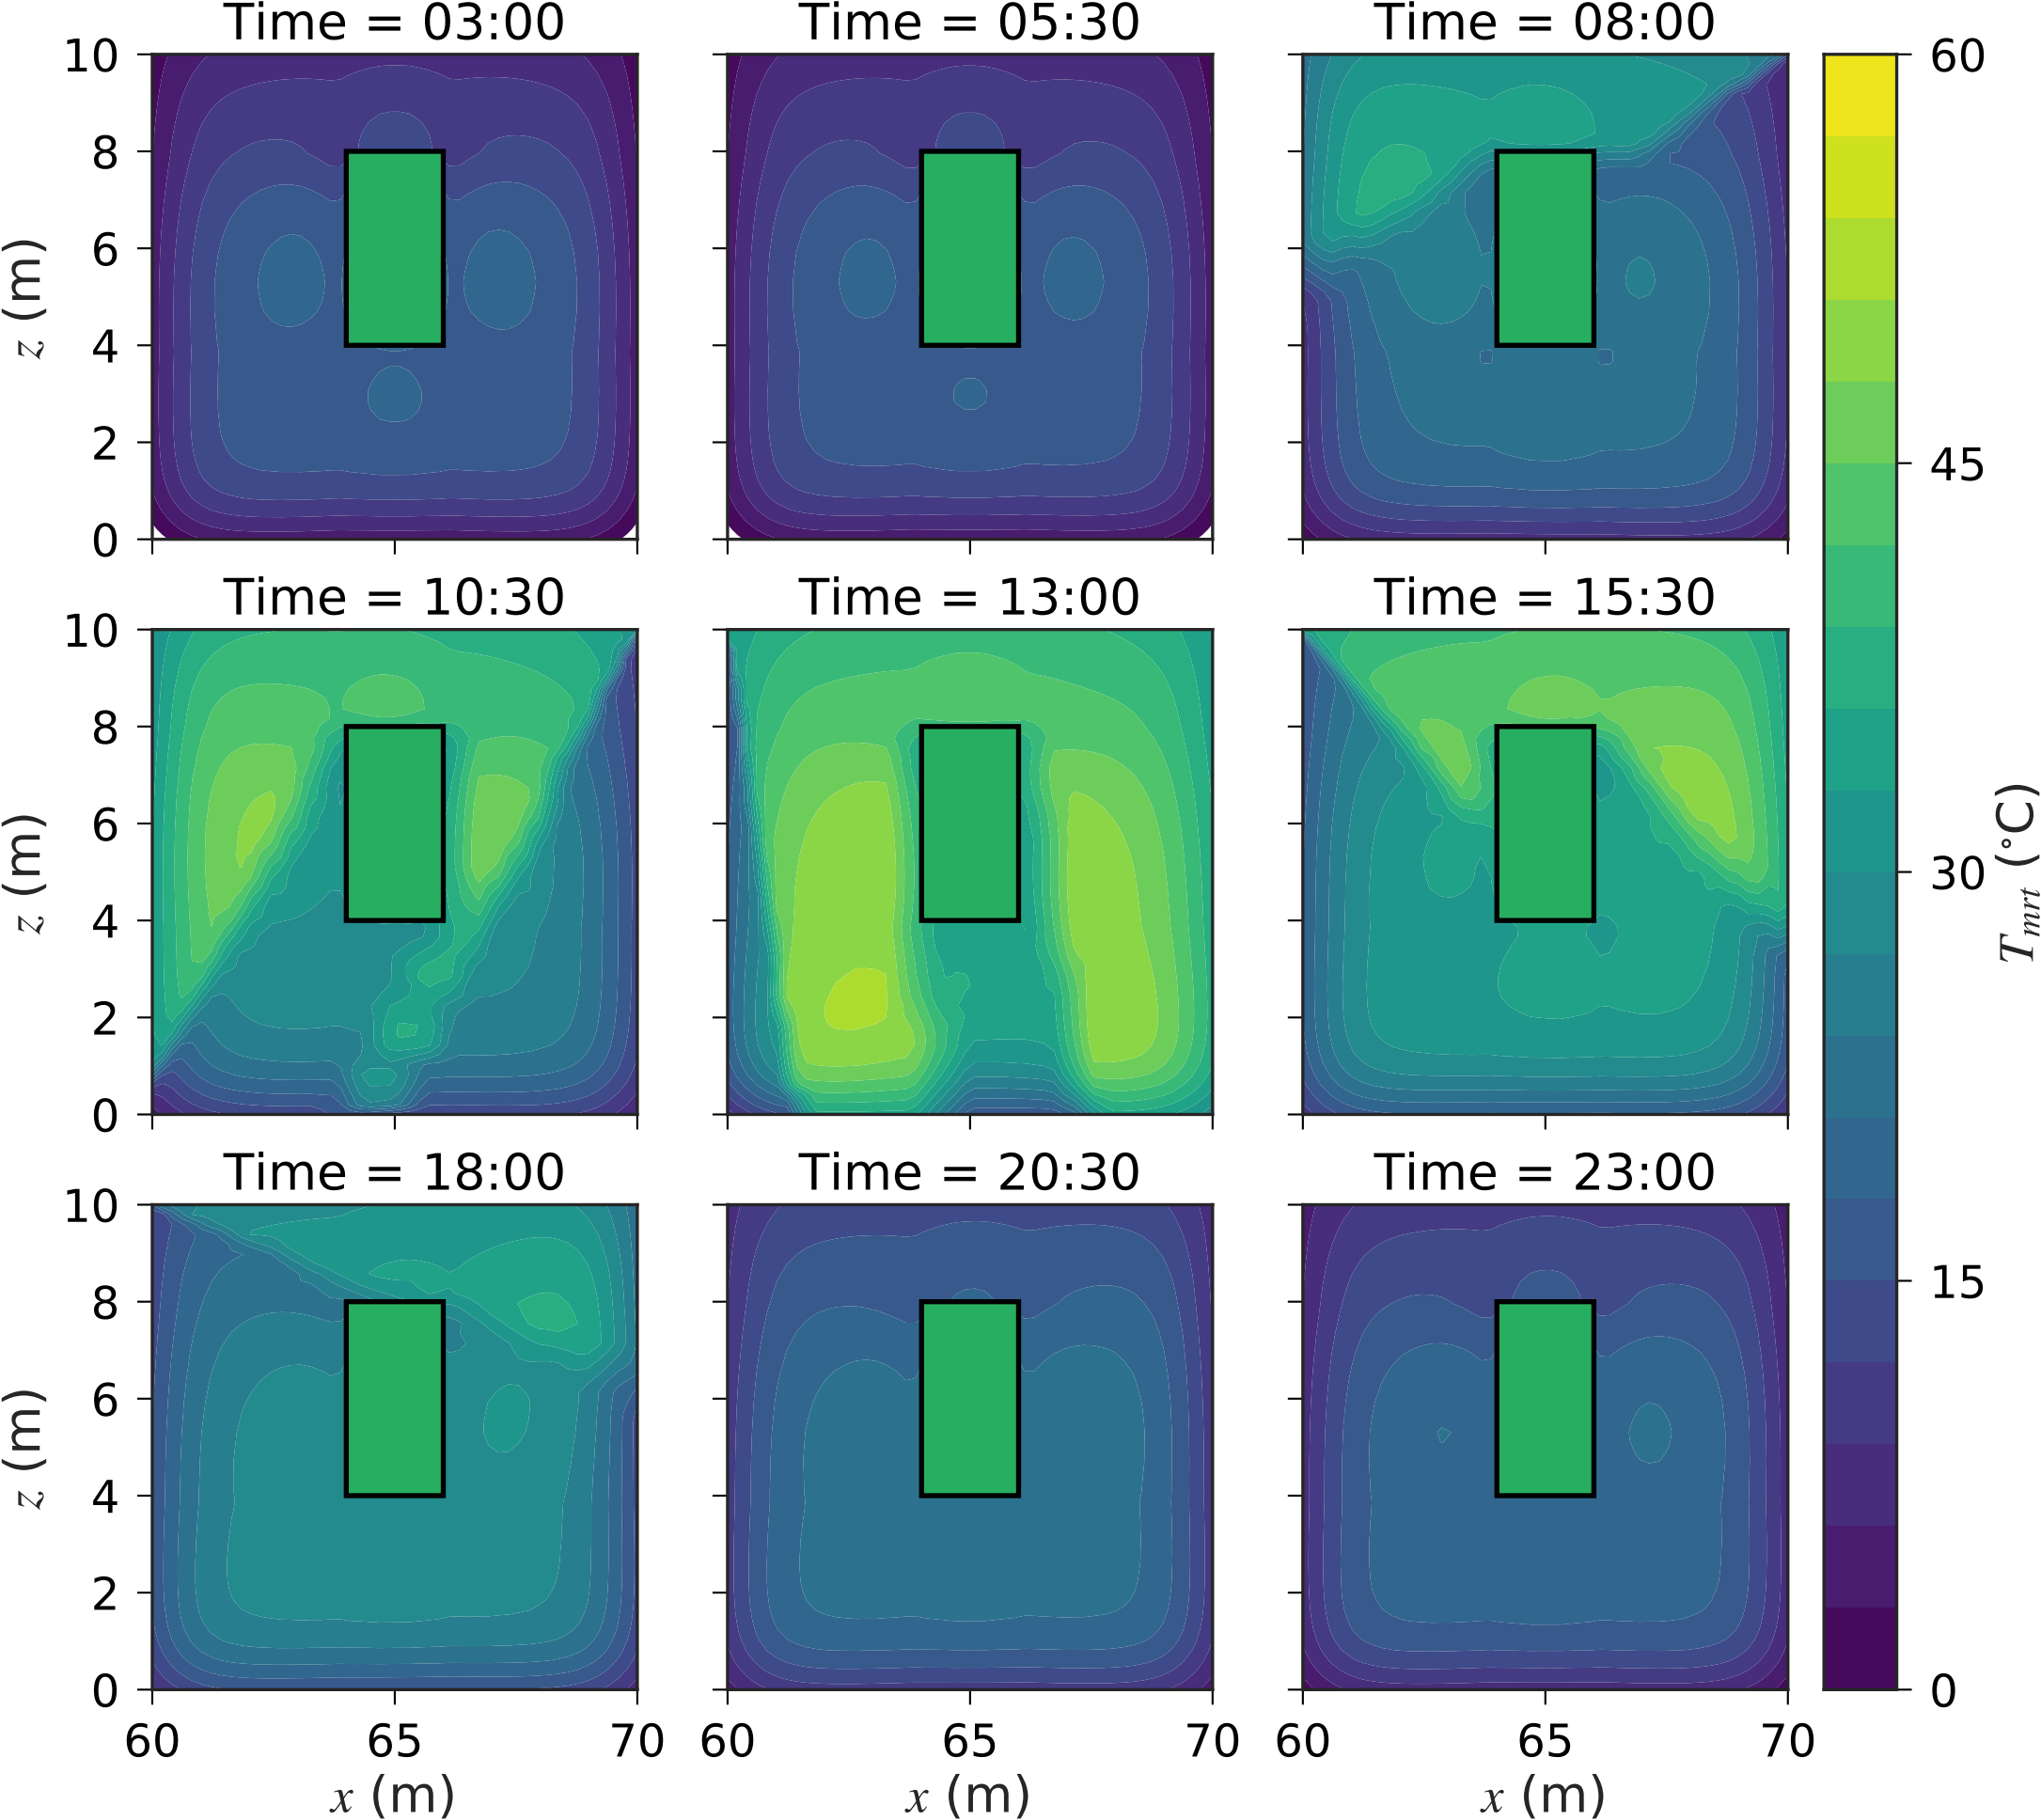 Time = 03:00 Time = 05:30 Time = 08:00
10 60
8
z (m) 6
4
2 45
0
Time = 10:30 Time = 13:00 Time = 15:30
10
8
z (m) 6 30 Tmrt (°C)
4
2
0
Time = 18:00 Time = 20:30 Time = 23:00
10
8 15
z (m) 6
4
2
0 0
60 65 70 60 65 70 60 65 70
x (m) x (m) x (m)